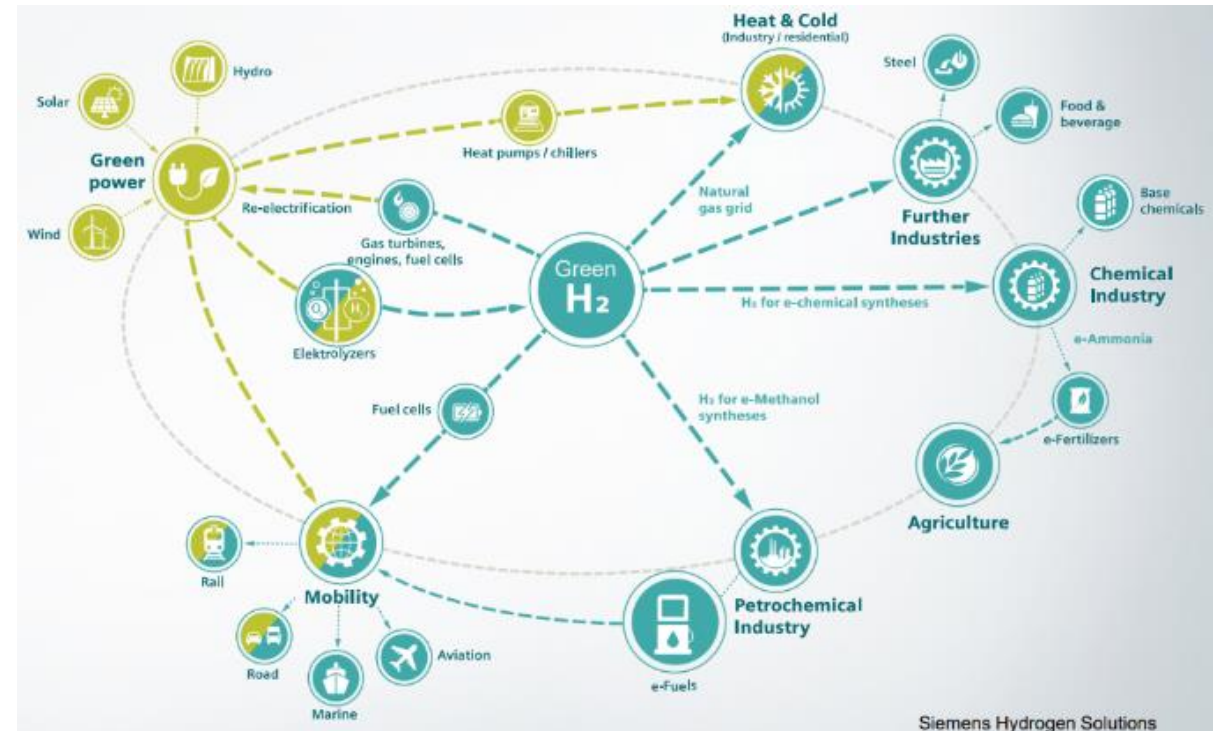 Heat & Cold
(Industry / residential)
Hydro
Solar
Green
power
Wind
Heat pumps / chillers
Re-electrification
Gas turbines,
engines, fuel cells
O₂
H₂
Elektrolyzers
Green
H₂
Natural
gas grid
Steel
Food &
beverage
Further
Industries
Base
chemicals
Chemical
Industry
H₂ for e-chemical syntheses
e-Ammonia
e-Fertilizers
Agriculture
H₂ for e-Methanol
syntheses
Fuel cells
Rail
Mobility
Road
Marine
Aviation
Petrochemical
Industry
e-Fuels
Siemens Hydrogen Solutions